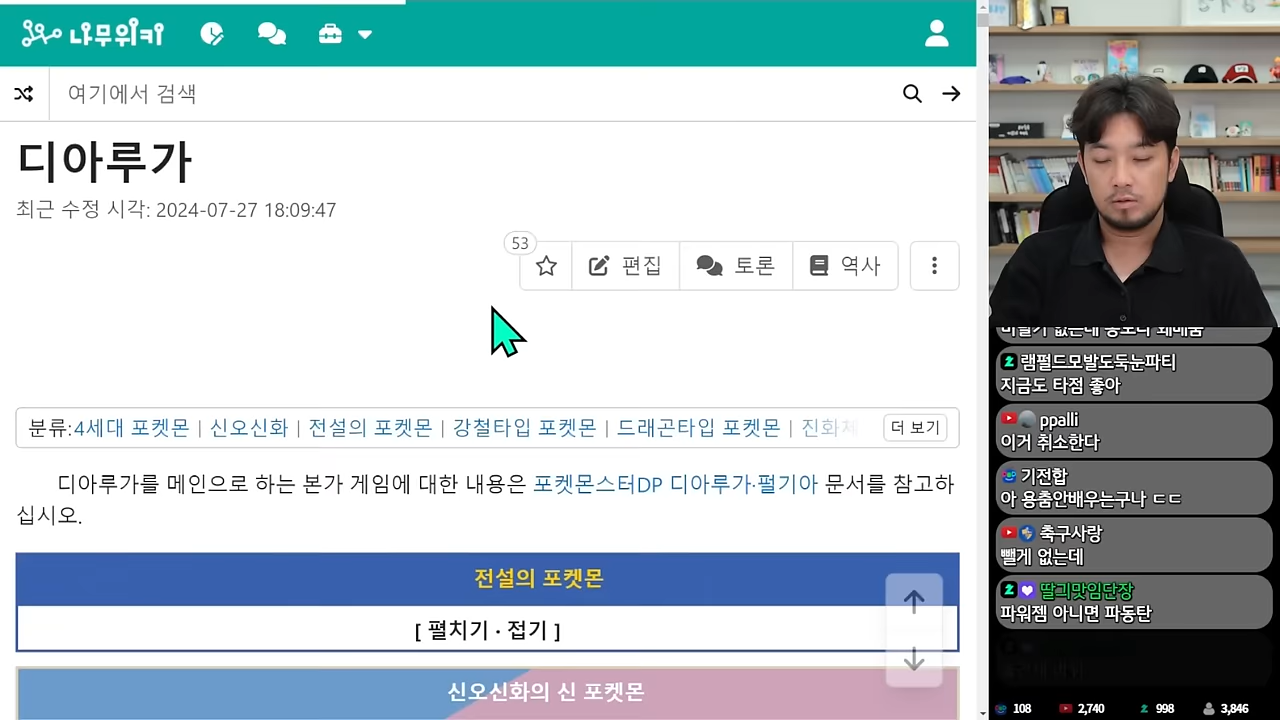 나무위키
여기에서 검색
디아루가
최근 수정 시각: 2024-07-27 18:09:47
53
편집
토론
역사
분류:4세대 포켓몬 | 신오신화 | 전설의 포켓몬 | 강철타입 포켓몬 | 드래곤타입 포켓몬 | 진화체
더 보기
디아루가를 메인으로 하는 본가 게임에 대한 내용은 포켓몬스터DP 디아루가·펄기아 문서를 참고하
십시오.
전설의 포켓몬
[ 펼치기 · 접기 ]
신오신화의 신 포켓몬
램펄드모발도둑눈파티
지금도 타점 좋아
ppalli
이거 취소한다
기전합
아 용춤안배우는구나 ㄷㄷ
축구사랑
뺄게 없는데
딸긔맛임단장
파워젬 아니면 파동탄
108
2,740
998
3,846